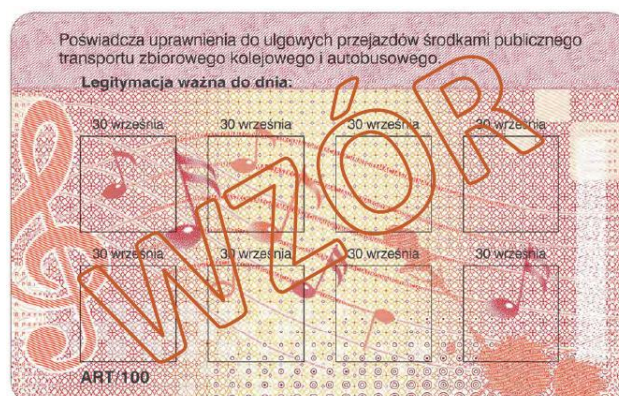 Poświadcza uprawnienia do ulgowych przejazdów środkami publicznego
transportu zbiorowego kolejowego i autobusowego.
Legitymacja ważna do dnia:
30 września 30 września 30 września 30 września
30 września 30 września 30 września 30 września
WZÓR
ART/100